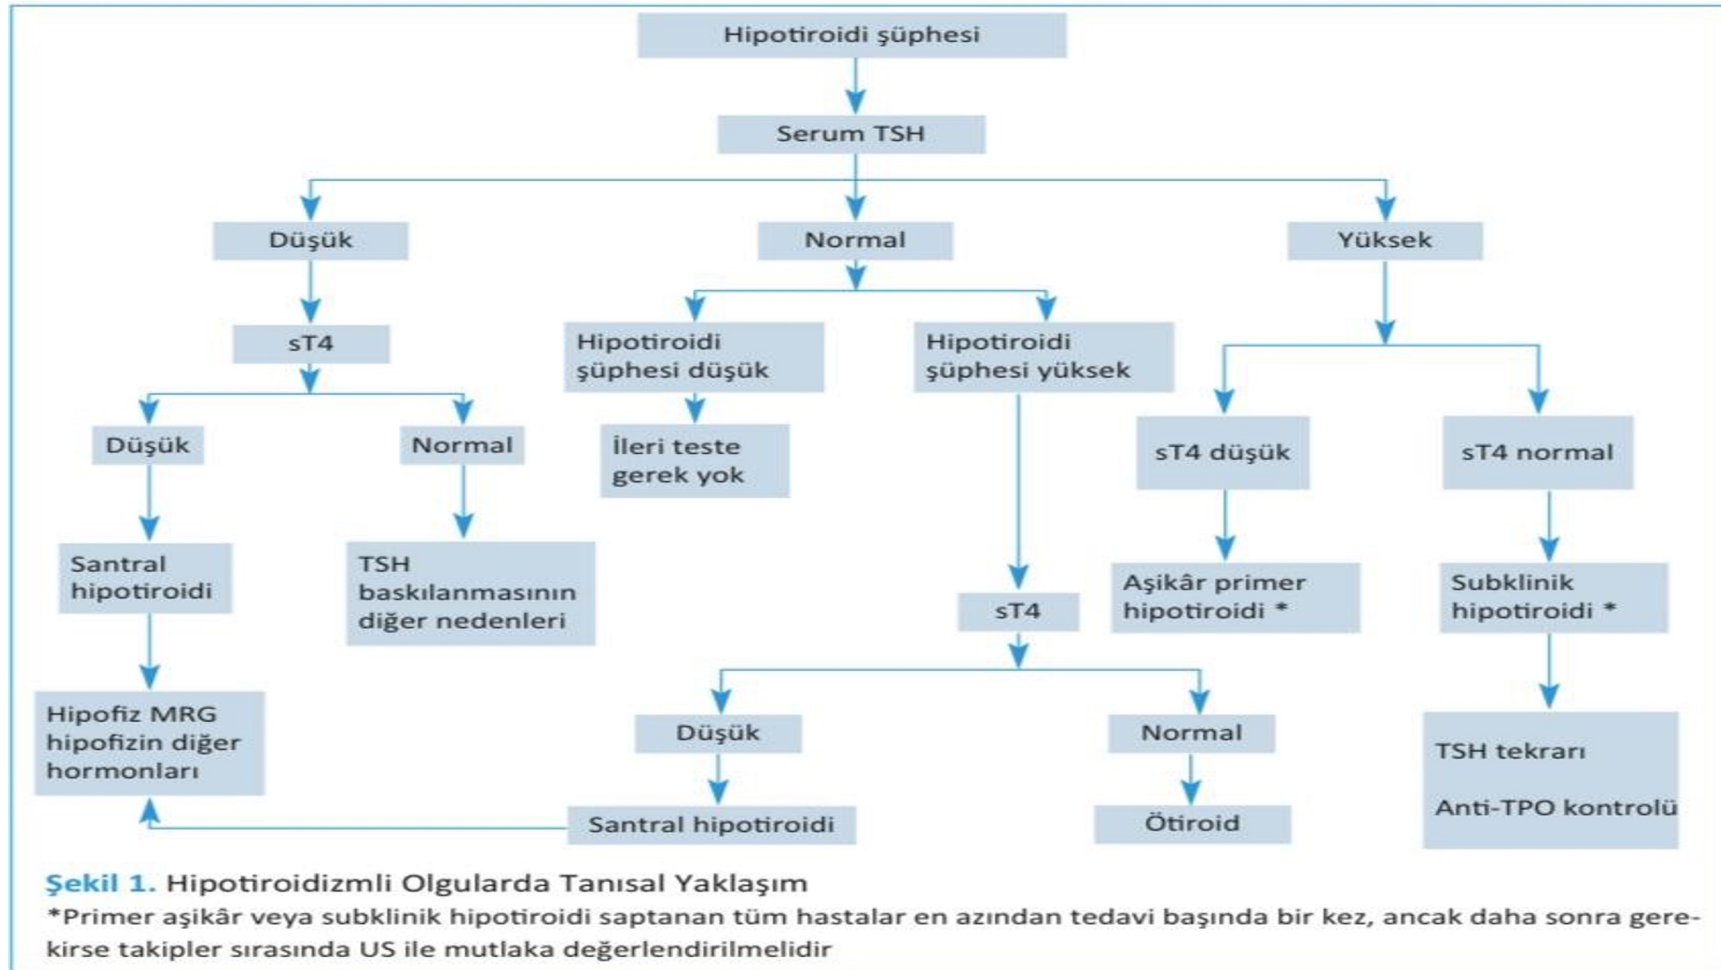 Hipotiroidi şüphesi
Serum TSH
Düşük
Normal
Yüksek
sT4
Hipotiroidi
şüphesi düşük
Hipotiroidi
şüphesi yüksek
Düşük
Normal
İleri teste
gerek yok
sT4 düşük
sT4 normal
Santral
hipotiroidi
TSH
baskılanmasının
diğer nedenleri
sT4
Aşikâr primer
hipotiroidi *
Subklinik
hipotiroidi *
Hipofiz MRG
hipofizin diğer
hormonları
Düşük
Normal
TSH tekrarı
Anti-TPO kontrolü
Santral hipotiroidi
Ötiroid
Şekil 1. Hipotiroidizmli Olgularda Tanısal Yaklaşım
*Primer aşikâr veya subklinik hipotiroidi saptanan tüm hastalar en azından tedavi başında bir kez, ancak daha sonra gere-
kirse takipler sırasında US ile mutlaka değerlendirilmelidir